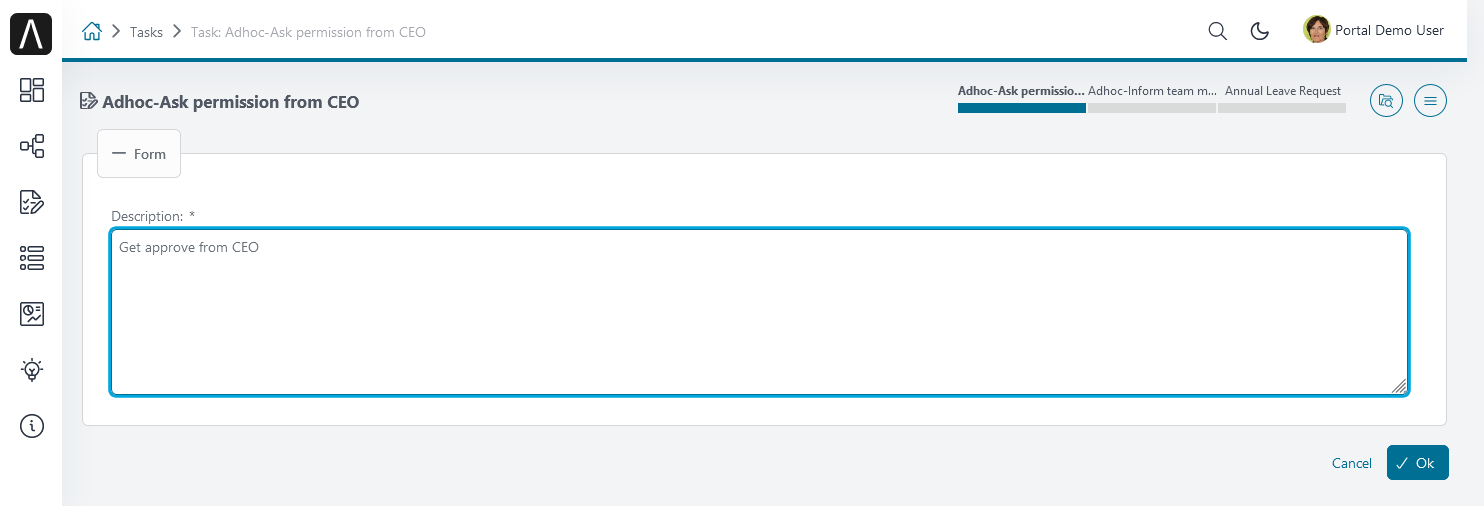 Tasks
Task: Adhoc-Ask permission from CEO
Portal Demo User
Adhoc-Ask permission from CEO
Adhoc-Ask permissio...
Adhoc-Inform team m...
Annual Leave Request
Form
Description: *
Get approve from CEO
Cancel
Ok